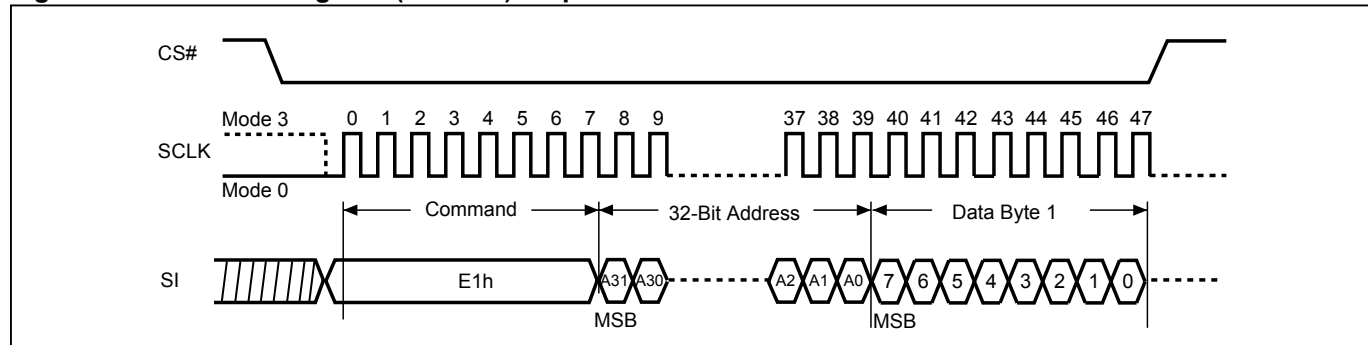 CS#
Mode 3
0 1 2 3 4 5 6 7 8 9 37 38 39 40 41 42 43 44 45 46 47
SCLK
Mode 0
Command 32-Bit Address Data Byte 1
SI E1h A31 A30 A2 A1 A0 7 6 5 4 3 2 1 0
MSB MSB